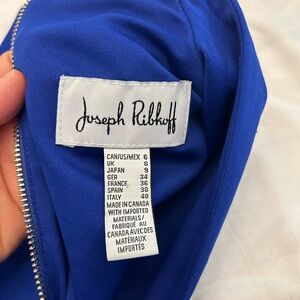 Joseph Ribkoff
CAN/US/MEX 6
UK 8
JAPAN 9
GER 34
FRANCE 36
SPAIN 38
ITALY 40
MADE IN CANADA
WITH IMPORTED
MATERIALS/
FABRIQUÉ AU
CANADA AVEC DES
MATÉRIAUX
IMPORTÉS